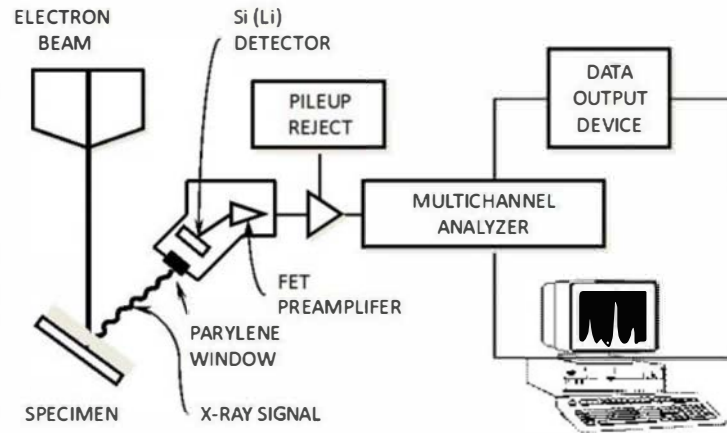 ELECTRON
BEAM
Si (Li)
DETECTOR
PILEUP
REJECT
DATA
OUTPUT
DEVICE
MULTICHANNEL
ANALYZER
FET
PREAMPLIFER
PARYLENE
WINDOW
SPECIMEN
X-RAY SIGNAL